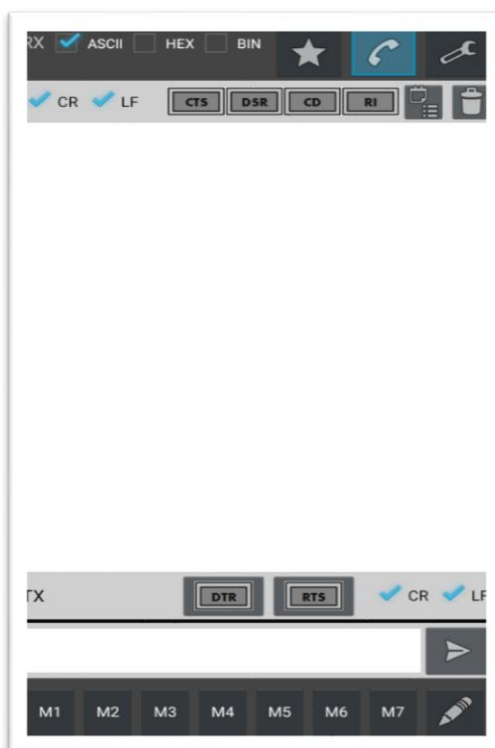 RX ASCII HEX BIN
CR LF CTS DSR CD RI
TX DTR RTS CR LF
M1 M2 M3 M4 M5 M6 M7